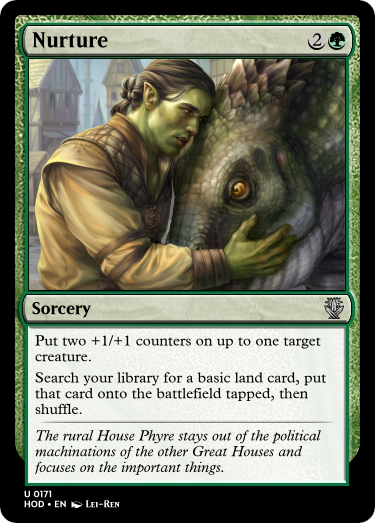 Nurture
2
Sorcery
Put two +1/+1 counters on up to one target
creature.
Search your library for a basic land card, put
that card onto the battlefield tapped, then
shuffle.
The rural House Phyre stays out of the political
machinations of the other Great Houses and
focuses on the important things.
U 0171
HOD • EN Lei-Ren